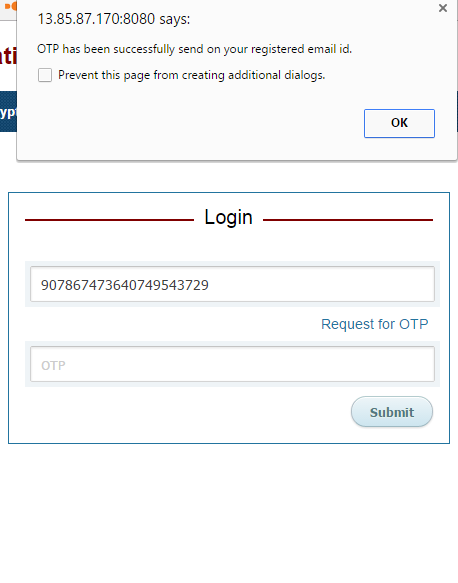 13.85.87.170:8080 says:
OTP has been successfully send on your registered email id.
Prevent this page from creating additional dialogs.
OK
Login
907867473640749543729
Request for OTP
OTP
Submit